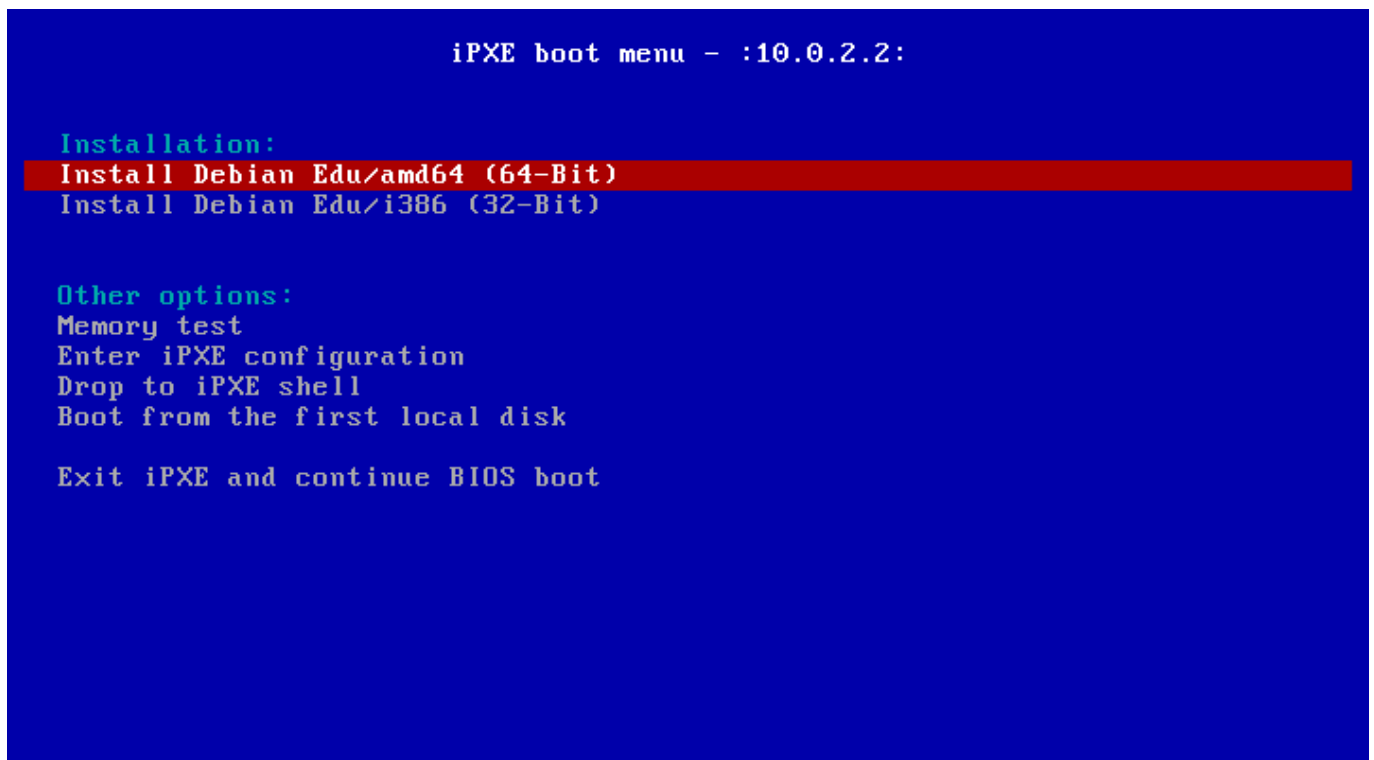 iPXE boot menu - :10.0.2.2:
Installation:
Install Debian Edu/amd64 (64-Bit)
Install Debian Edu/i386 (32-Bit)
Other options:
Memory test
Enter iPXE configuration
Drop to iPXE shell
Boot from the first local disk
Exit iPXE and continue BIOS boot